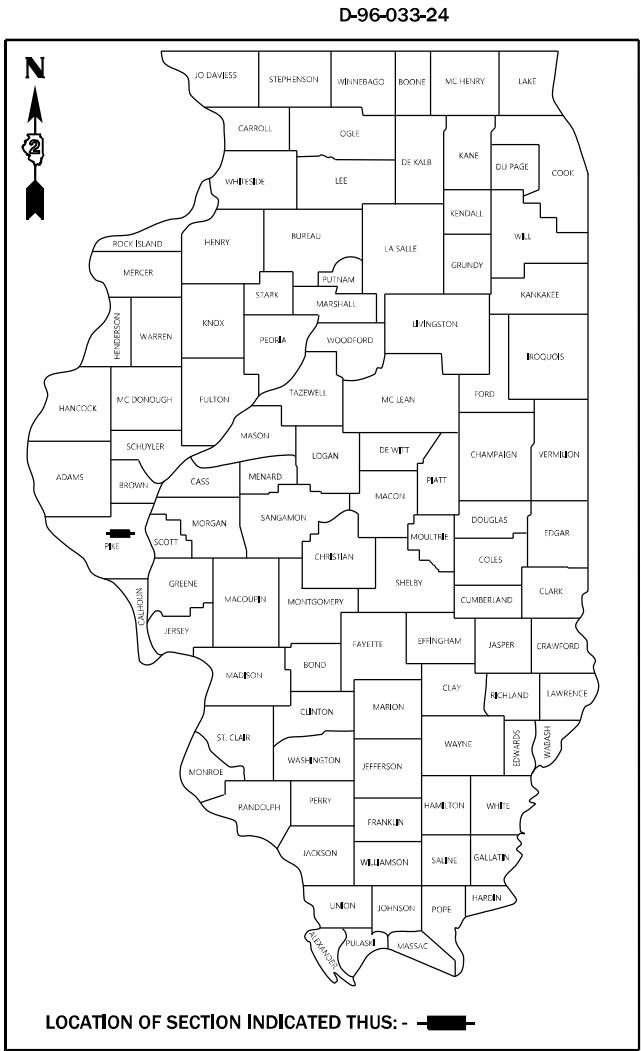 D-96-033-24
N
2
JO DAVIESS
STEPHENSON
WINNEBAGO
BOONE
MC HENRY
LAKE
CARROLL
OGLE
DE KALB
KANE
DU PAGE
COOK
WHITESIDE
LEE
KENDALL
WILL
ROCK ISLAND
HENRY
BUREAU
LA SALLE
GRUNDY
MERCER
PUTNAM
KANKAKEE
STARK
MARSHALL
HENDERSON
WARREN
KNOX
PEORIA
WOODFORD
LIVINGSTON
IROQUOIS
HANCOCK
MC DONOUGH
FULTON
TAZEWELL
MC LEAN
FORD
MASON
SCHUYLER
LOGAN
DE WITT
CHAMPAIGN
VERMILION
ADAMS
BROWN
CASS
MENARD
PIATT
MACON
PIKE
SCOTT
MORGAN
SANGAMON
MOULTRIE
DOUGLAS
EDGAR
CHRISTIAN
COLES
CALHOUN
GREENE
MACOUPIN
MONTGOMERY
SHELBY
CUMBERLAND
CLARK
JERSEY
FAYETTE
EFFINGHAM
JASPER
CRAWFORD
MADISON
BOND
CLAY
RICHLAND
LAWRENCE
CLINTON
MARION
ST. CLAIR
WAYNE
EDWARDS
WABASH
MONROE
WASHINGTON
JEFFERSON
RANDOLPH
PERRY
HAMILTON
WHITE
FRANKLIN
JACKSON
WILLIAMSON
SALINE
GALLATIN
UNION
JOHNSON
POPE
HARDIN
ALEXANDER
PULASKI
MASSAC
LOCATION OF SECTION INDICATED THUS: -